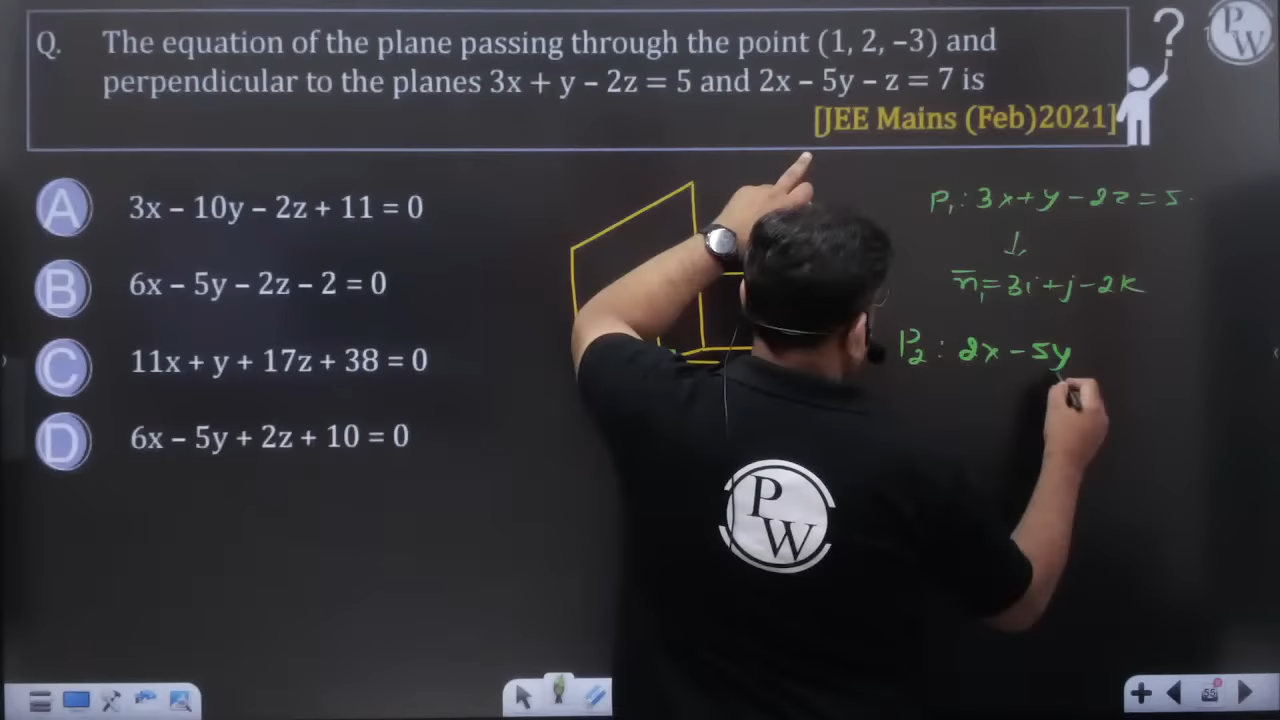 Q. The equation of the plane passing through the point (1, 2, –3) and
perpendicular to the planes 3x + y – 2z = 5 and 2x – 5y – z = 7 is
[JEE Mains (Feb)2021]
?
PW
A 3x – 10y – 2z + 11 = 0
B 6x – 5y – 2z – 2 = 0
C 11x + y + 17z + 38 = 0
D 6x – 5y + 2z + 10 = 0
P₁ : 3x + y – 2z = 5.
↓
n̅₁ = 3i + j – 2k
P₂ : 2x – 5y
PW
55